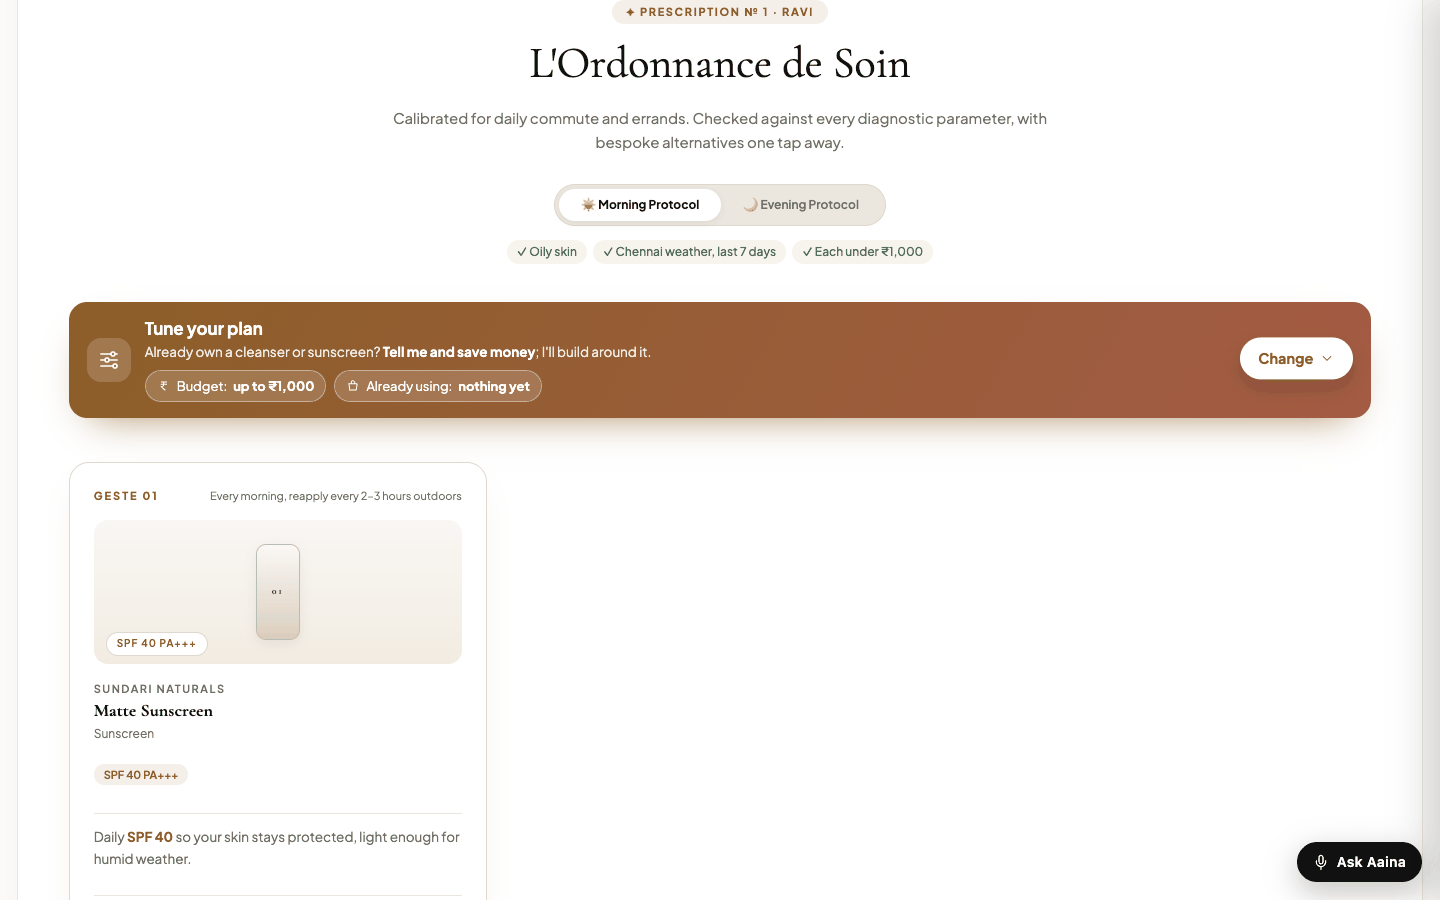 ✦ PRESCRIPTION № 1 · RAVI
L'Ordonnance de Soin
Calibrated for daily commute and errands. Checked against every diagnostic parameter, with
bespoke alternatives one tap away.
Morning Protocol
Evening Protocol
✓ Oily skin
✓ Chennai weather, last 7 days
✓ Each under ₹1,000
Tune your plan
Already own a cleanser or sunscreen? Tell me and save money; I'll build around it.
₹ Budget: up to ₹1,000
Already using: nothing yet
Change
GESTE 01
Every morning, reapply every 2–3 hours outdoors
01
SPF 40 PA+++
SUNDARI NATURALS
Matte Sunscreen
Sunscreen
SPF 40 PA+++
Daily SPF 40 so your skin stays protected, light enough for
humid weather.
Ask Aaina